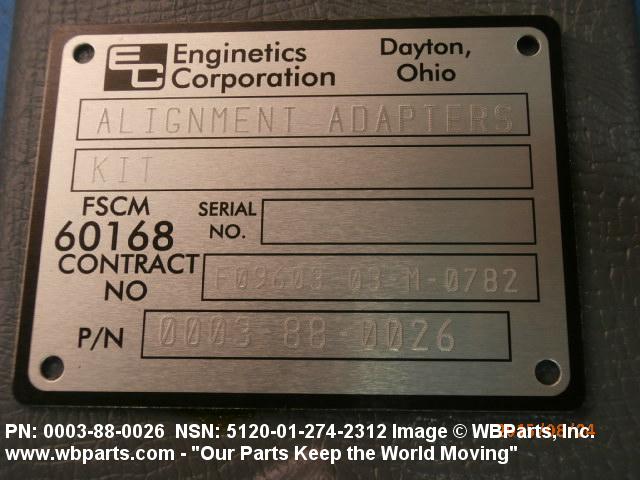 EC
Enginetics Corporation
Dayton, Ohio
ALIGNMENT ADAPTERS
KIT
FSCM 60168
SERIAL NO.
CONTRACT NO F09603-03-M-0782
P/N 0003-88-0026
PN: 0003-88-0026 NSN: 5120-01-274-2312 Image © WBParts, Inc.
www.wbparts.com - "Our Parts Keep the World Moving"